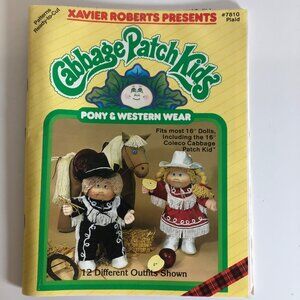 XAVIER ROBERTS PRESENTS
Patterns
Ready-to-Cut
#7810
Plaid
Cabbage Patch Kids
PONY & WESTERN WEAR
Fits most 16" Dolls,
Including the 16"
Coleco Cabbage
Patch Kid
12 Different Outfits Shown